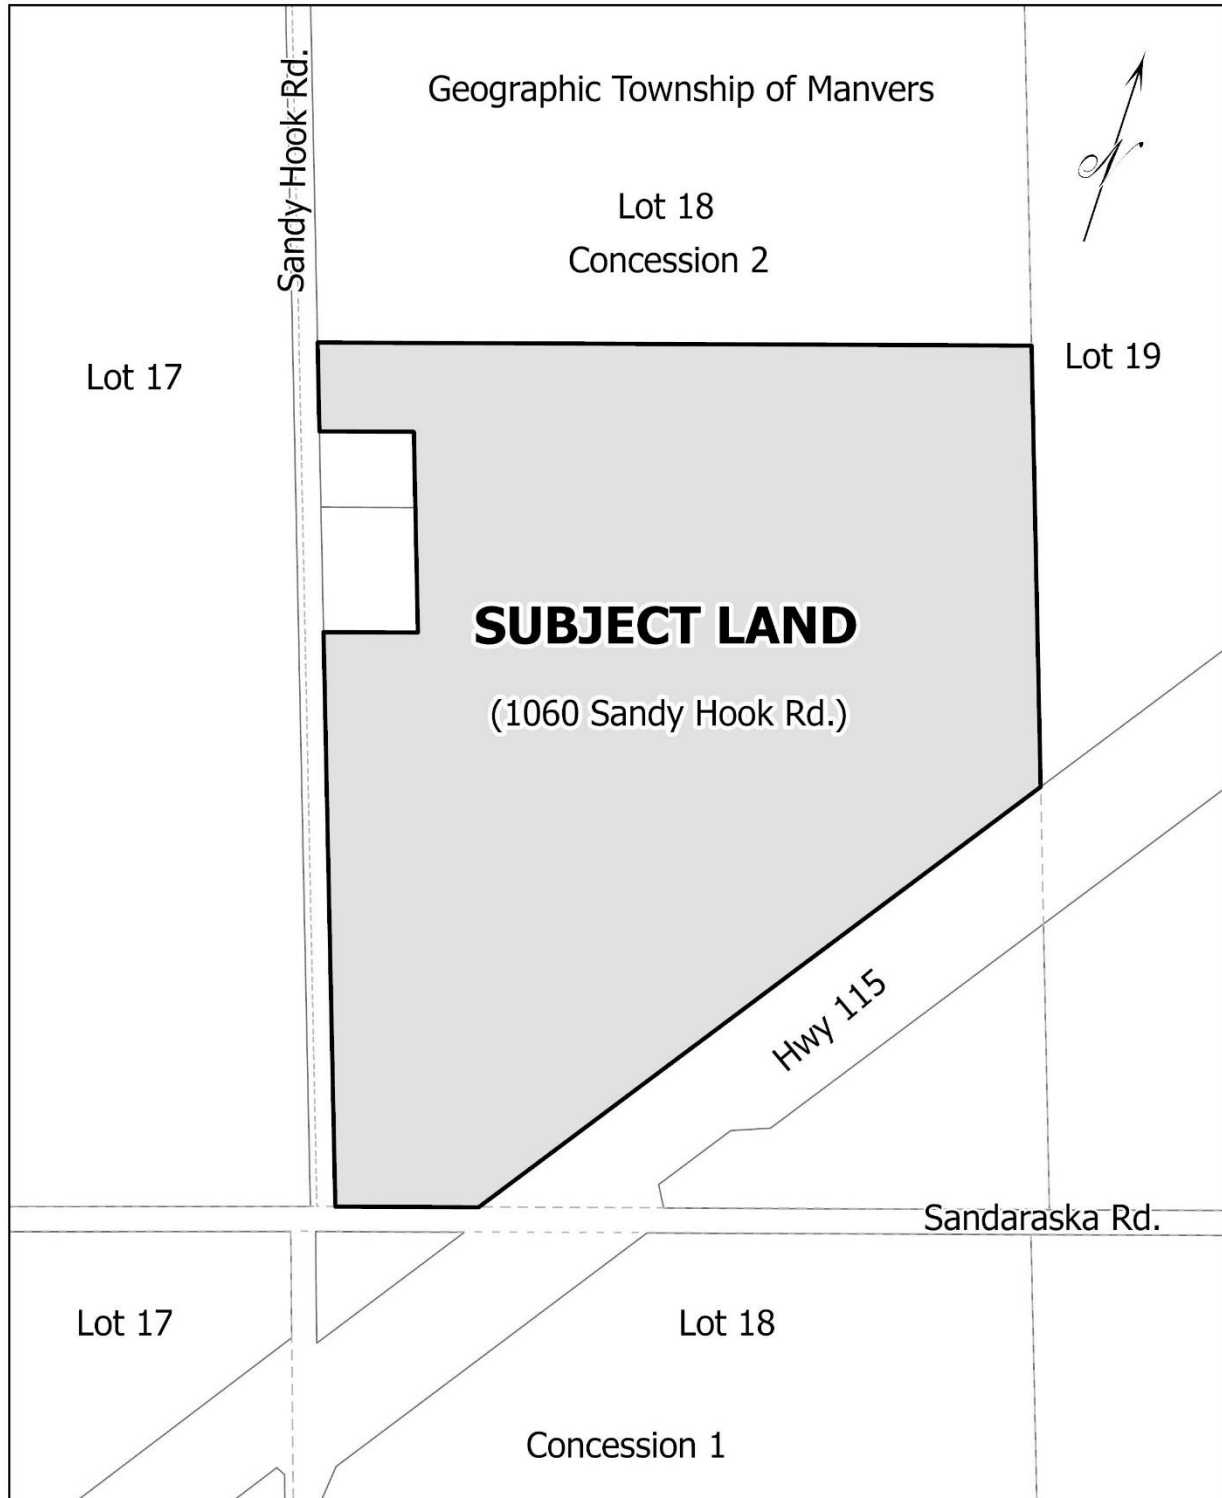 Sandy Hook Rd.
Geographic Township of Manvers
N
Lot 18
Concession 2
Lot 17
Lot 19
SUBJECT LAND
(1060 Sandy Hook Rd.)
Hwy 115
Sandaraska Rd.
Lot 17
Lot 18
Concession 1